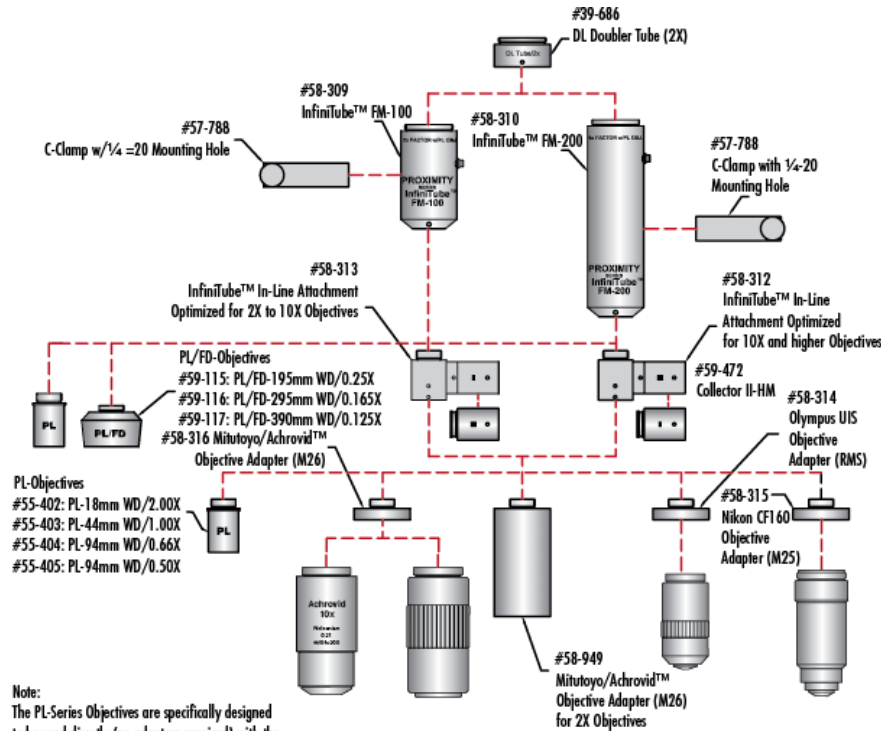 #39-686
DL Doubler Tube (2X)
DL Tube/2x
#58-309
InfiniTube™ FM-100
#58-310
InfiniTube™ FM-200
#57-788
C-Clamp w/¼ =20 Mounting Hole
#57-788
C-Clamp with ¼-20
Mounting Hole
PROXIMITY
SERIES
InfiniTube™
FM-100
PROXIMITY
SERIES
InfiniTube™
FM-200
#58-313
InfiniTube™ In-Line Attachment
Optimized for 2X to 10X Objectives
#58-312
InfiniTube™ In-Line
Attachment Optimized
for 10X and higher Objectives
#59-472
Collector II-HM
PL/FD-Objectives
#59-115: PL/FD-195mm WD/0.25X
#59-116: PL/FD-295mm WD/0.165X
#59-117: PL/FD-390mm WD/0.125X
PL
PL/FD
#58-316 Mitutoyo/Achrovid™
Objective Adapter (M26)
#58-314
Olympus UIS
Objective
Adapter (RMS)
PL-Objectives
#55-402: PL-18mm WD/2.00X
#55-403: PL-44mm WD/1.00X
#55-404: PL-94mm WD/0.66X
#55-405: PL-94mm WD/0.50X
PL
#58-315
Nikon CF160
Objective
Adapter (M25)
Achrovid
10x
#58-949
Mitutoyo/Achrovid™
Objective Adapter (M26)
for 2X Objectives
Note:
The PL-Series Objectives are specifically designed